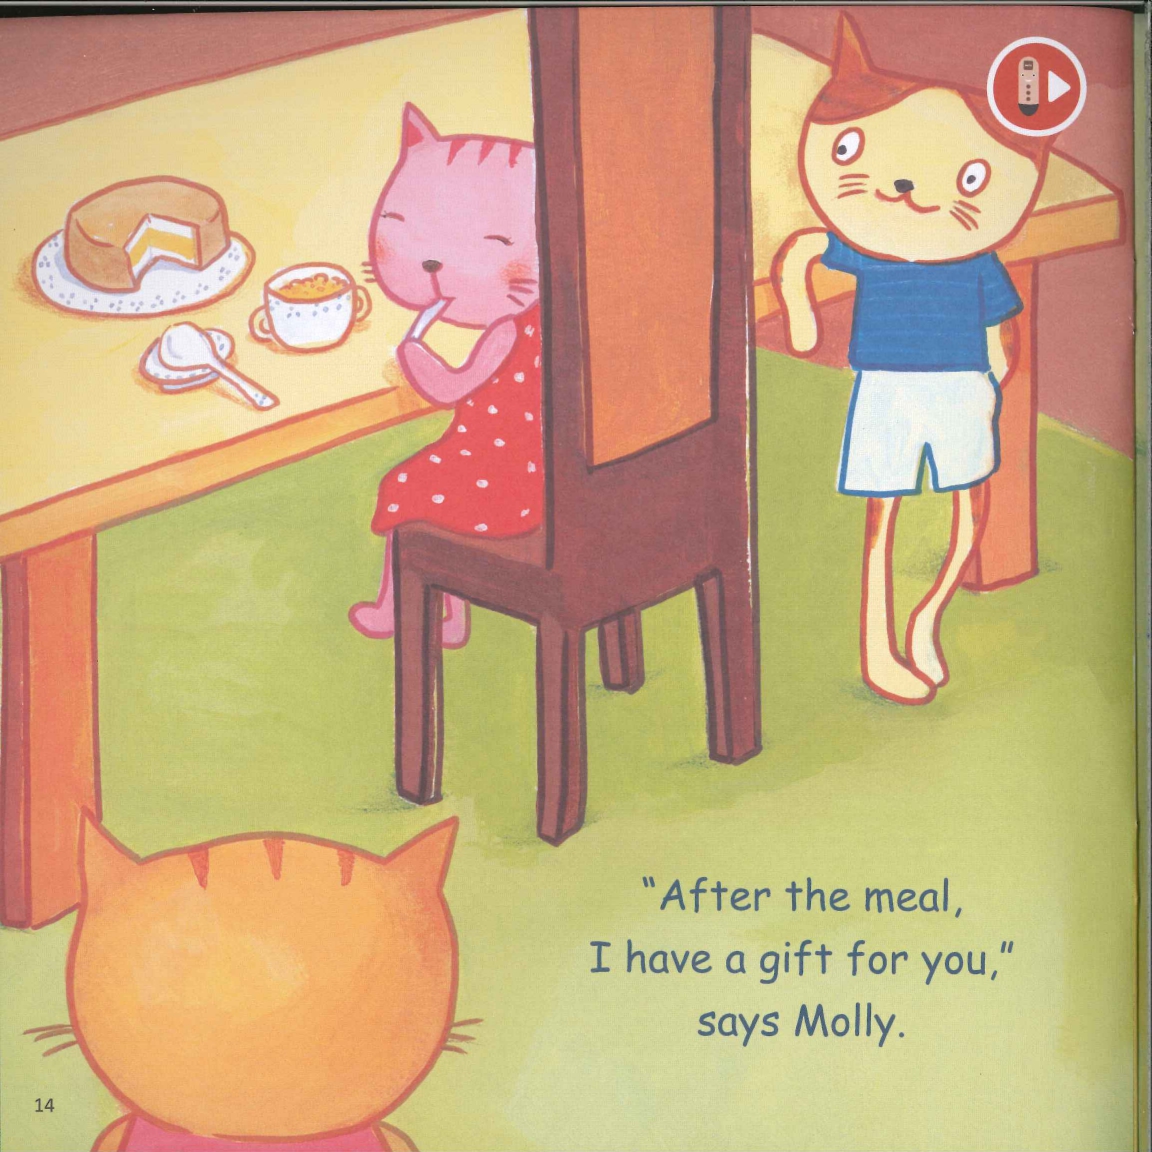 “After the meal,
I have a gift for you,”
says Molly.
14